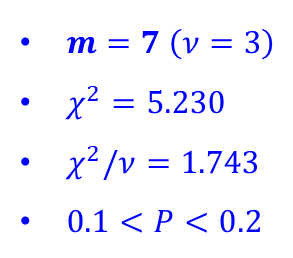 • m = 7 (ν = 3)
• χ² = 5.230
• χ²/ν = 1.743
• 0.1 < P < 0.2